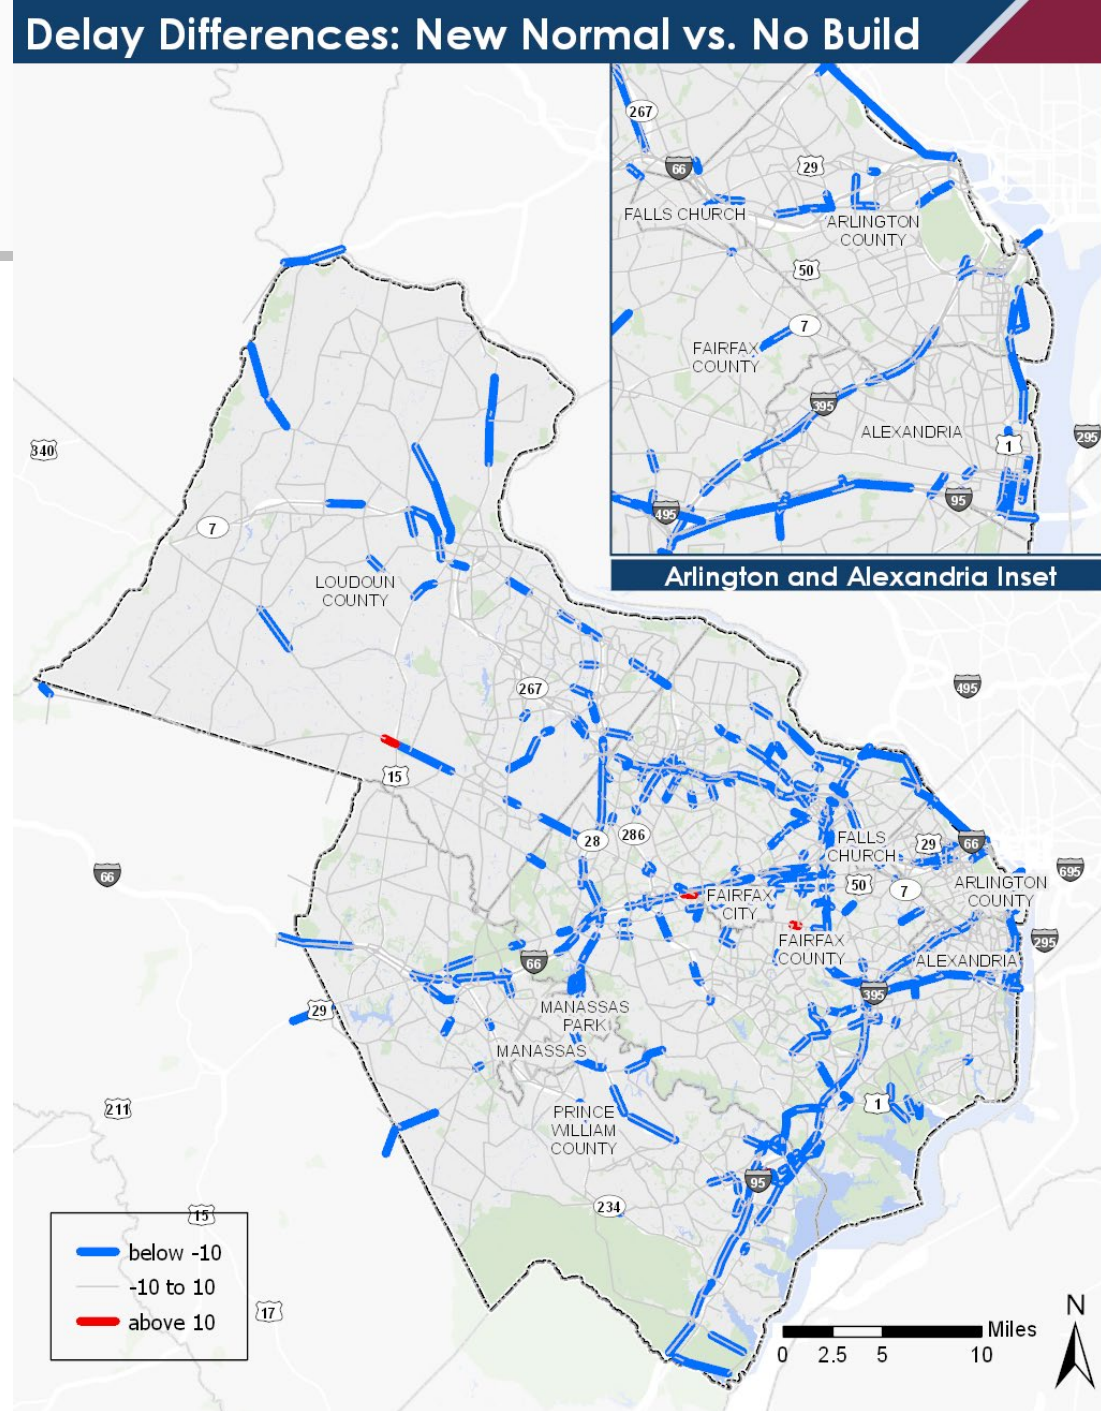 Delay Differences: New Normal vs. No Build
267
66
29
FALLS CHURCH
ARLINGTON
COUNTY
50
7
FAIRFAX
COUNTY
395
ALEXANDRIA
1
295
95
495
Arlington and Alexandria Inset
340
7
LOUDOUN
COUNTY
267
495
15
28
286
FALLS
CHURCH
29
66
66
50
7
ARLINGTON
COUNTY
695
FAIRFAX
CITY
FAIRFAX
COUNTY
295
ALEXANDRIA
66
395
29
MANASSAS
PARK
MANASSAS
211
1
PRINCE
WILLIAM
COUNTY
95
234
15
17
below -10
-10 to 10
above 10
N
Miles
0 2.5 5 10